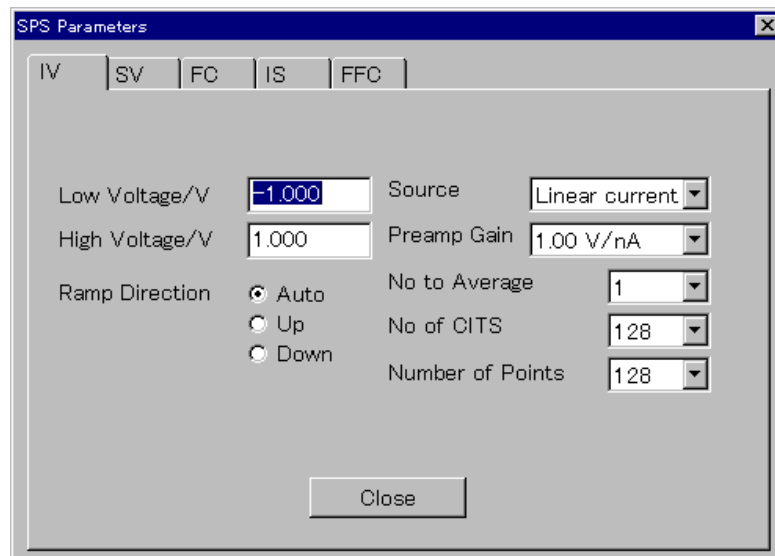 SPS Parameters
IV SV FC IS FFC
Low Voltage/V -1.000 Source Linear current
High Voltage/V 1.000 Preamp Gain 1.00 V/nA
Ramp Direction Auto No to Average 1
Up No of CITS 128
Down Number of Points 128
Close